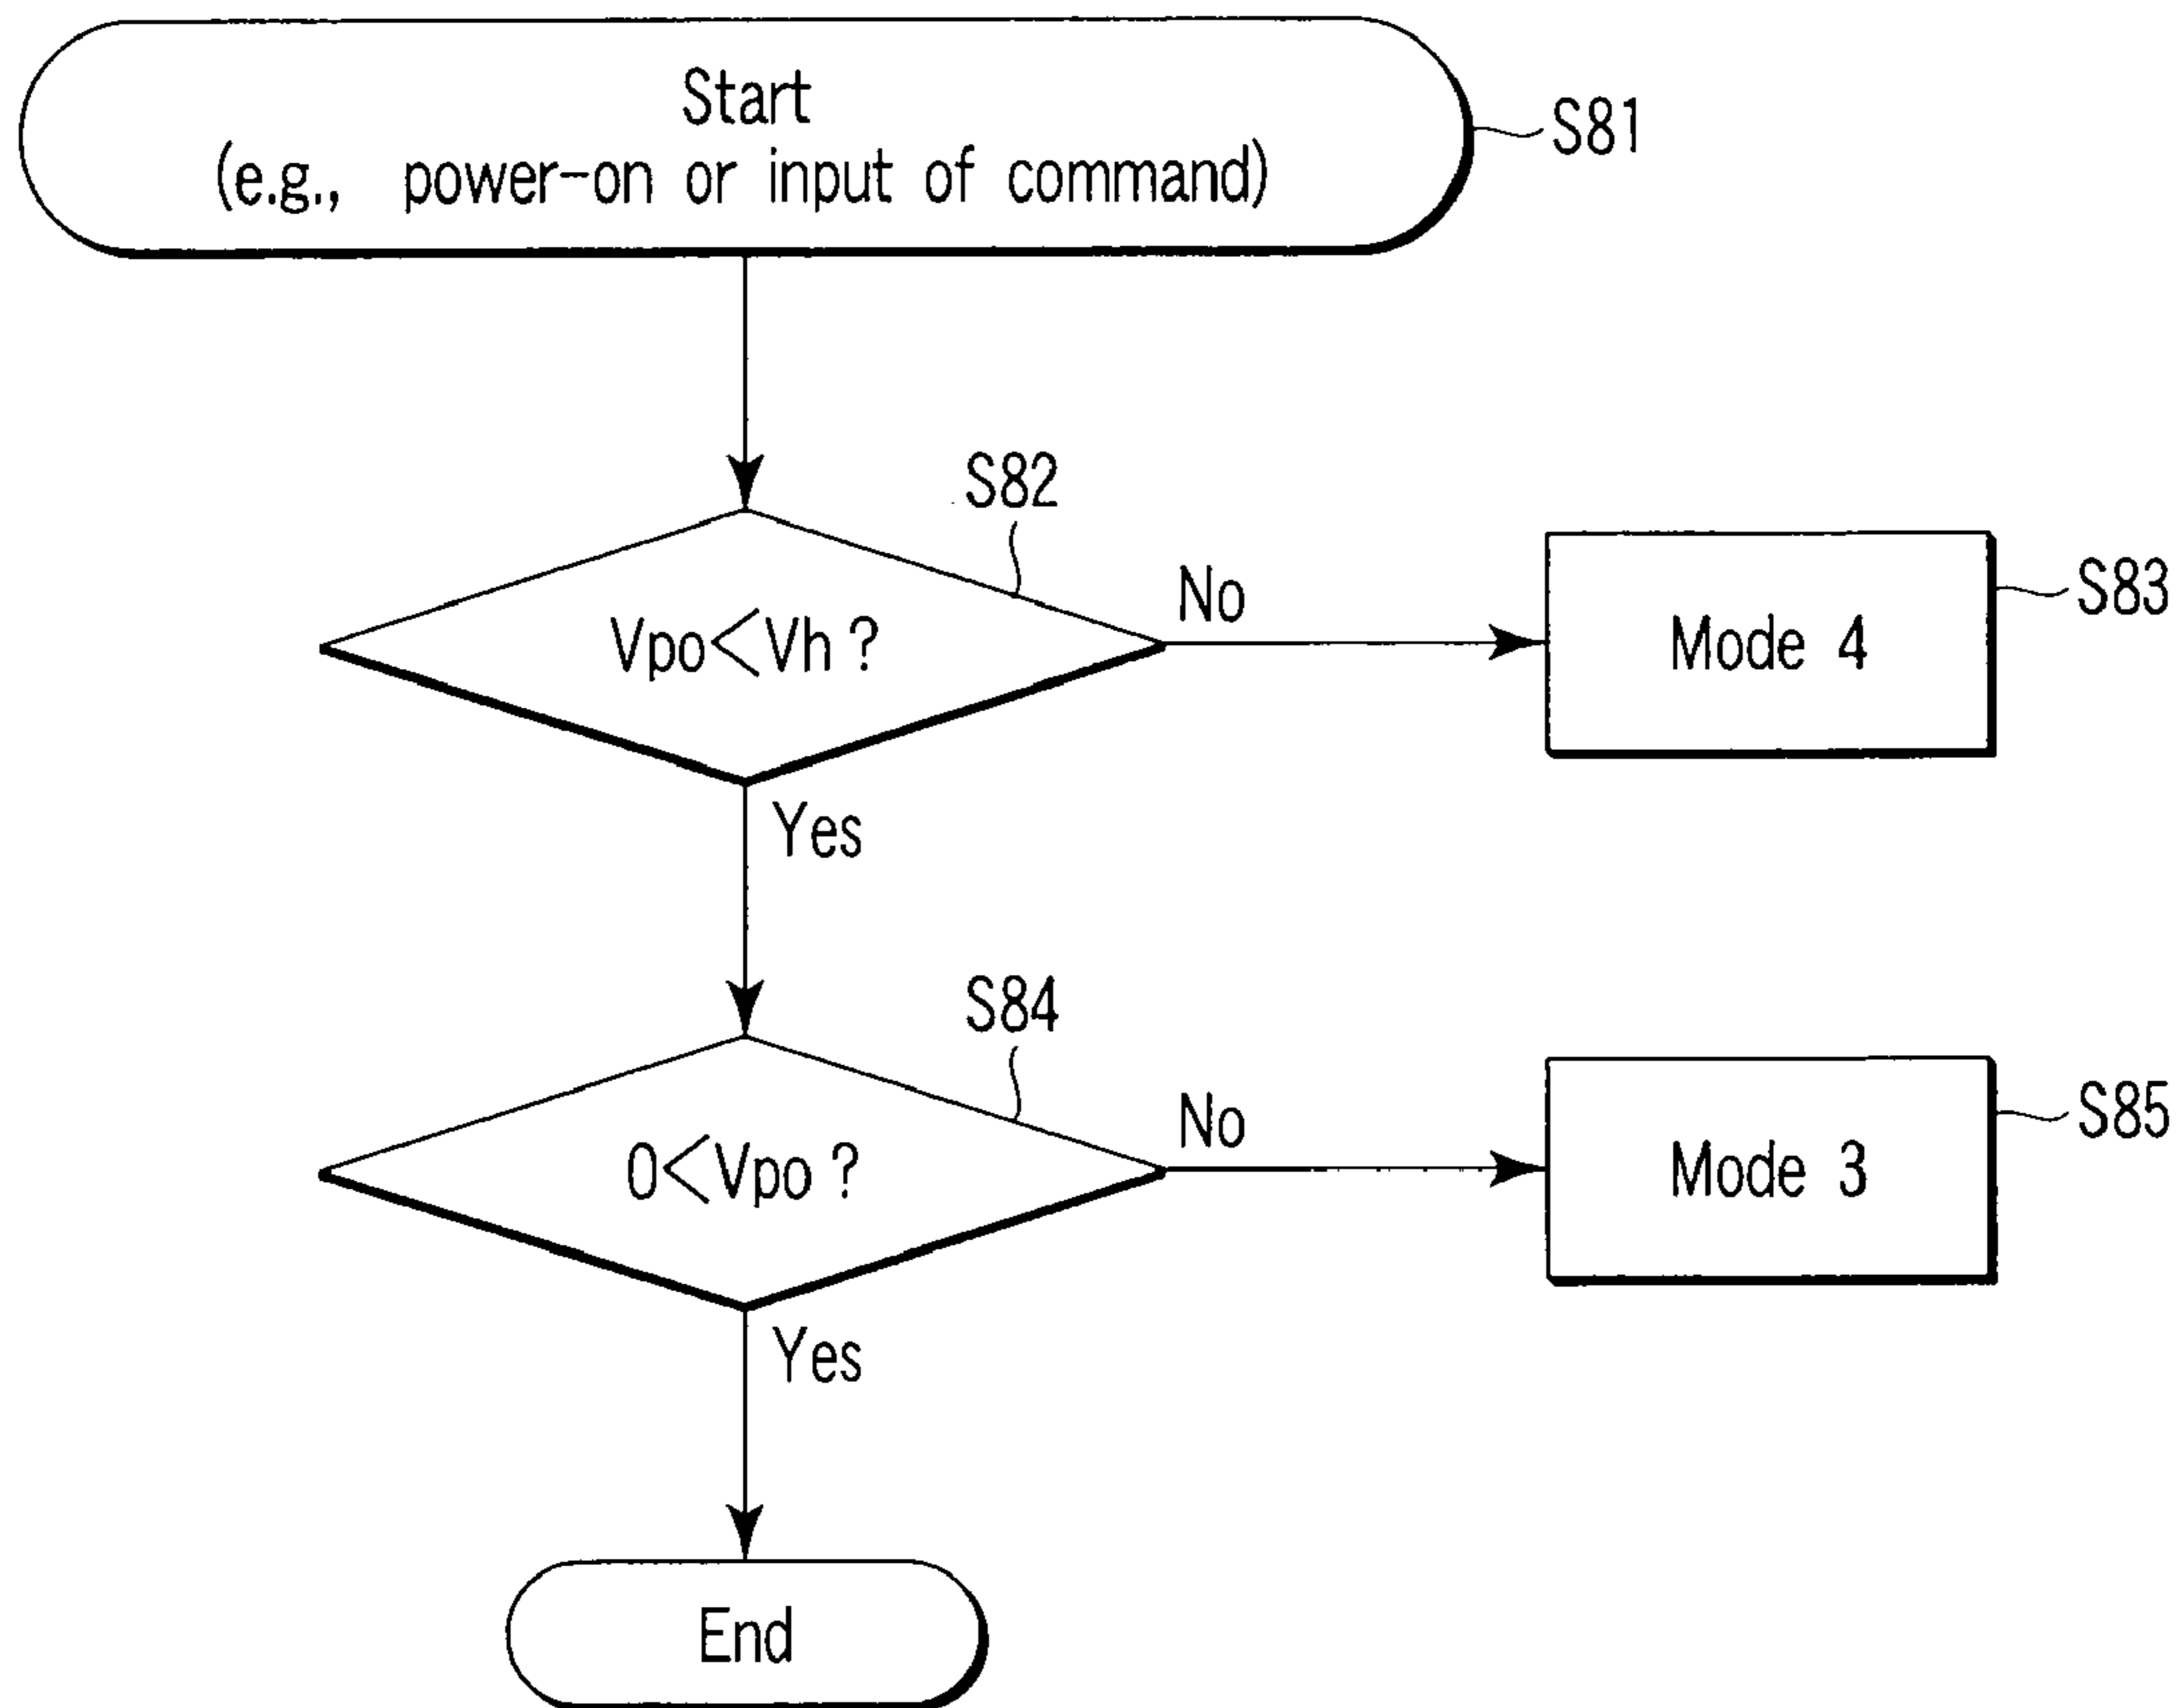 Start
(e.g., power-on or input of command)
S81
S82
Vpo<Vh ?
No
Mode 4
S83
Yes
S84
0<Vpo ?
No
Mode 3
S85
Yes
End